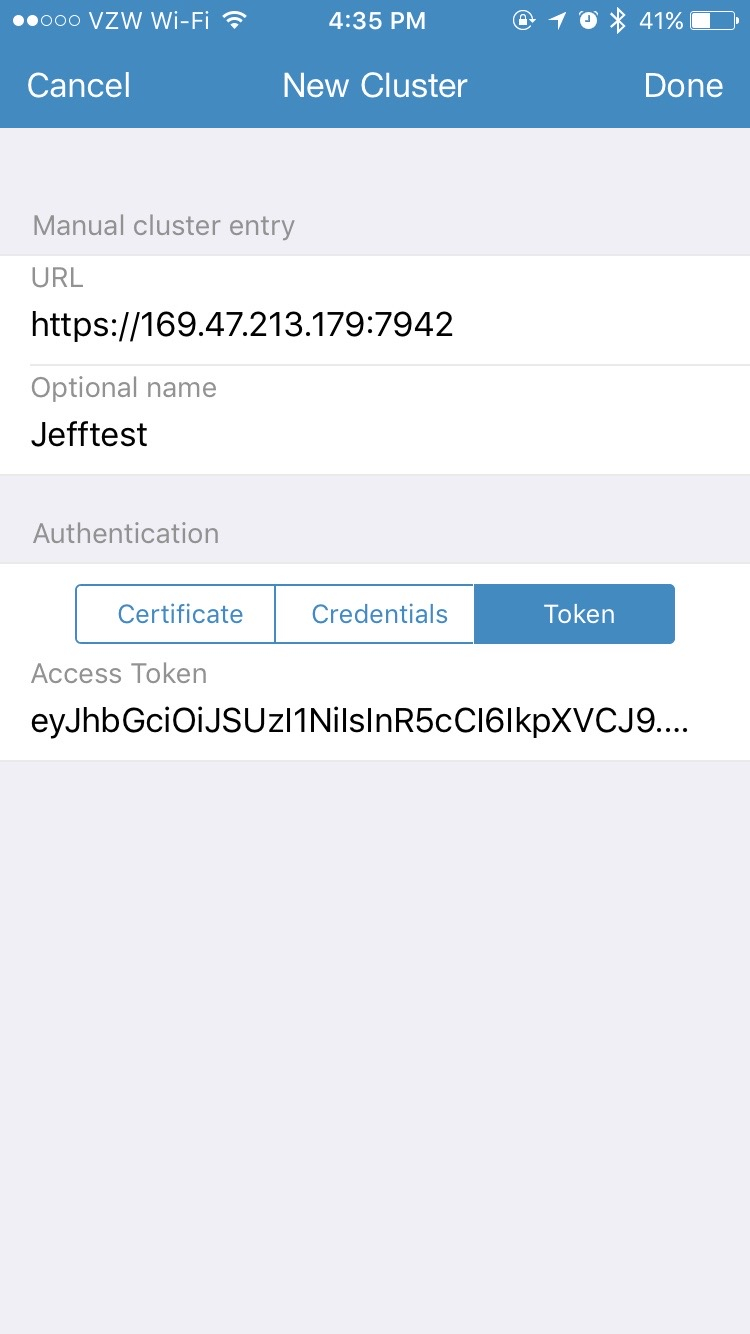 VZW Wi-Fi 4:35 PM 41%
Cancel New Cluster Done
Manual cluster entry
URL
https://169.47.213.179:7942
Optional name
Jefftest
Authentication
Certificate Credentials Token
Access Token
eyJhbGciOiJSUzI1NiIsInR5cCI6IkpXVCJ9....